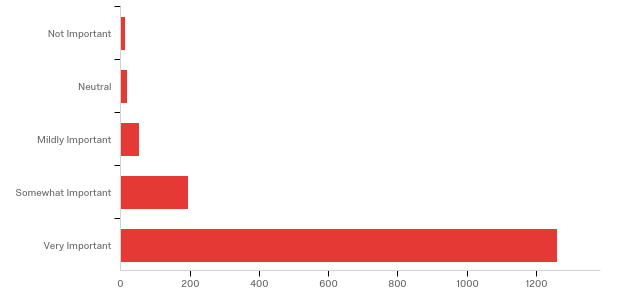 Not Important
Neutral
Mildly Important
Somewhat Important
Very Important
0 200 400 600 800 1000 1200